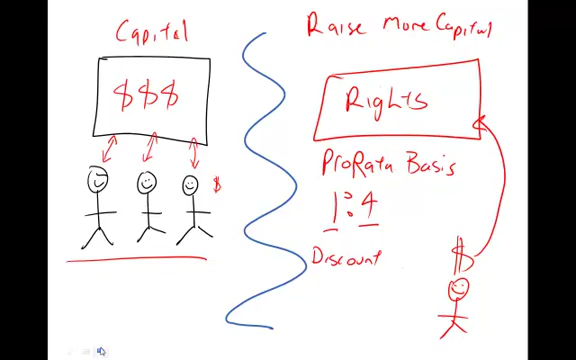 Capital
$$$
$
Raise More Capital
Rights
ProRata Basis
1:4
Discount
$